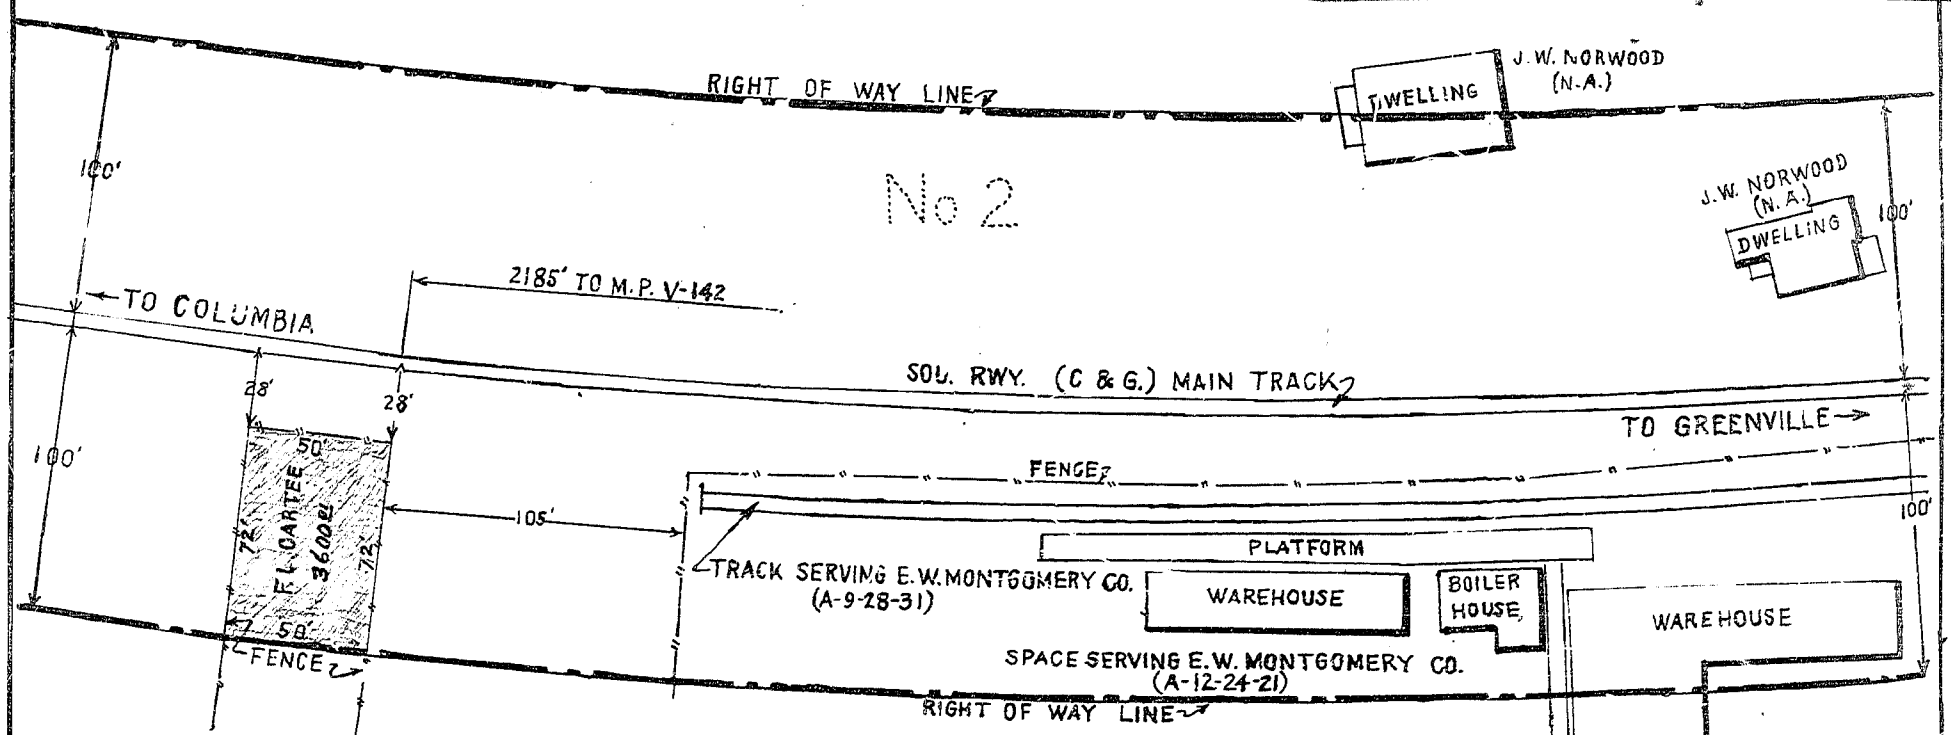 J.W. NORWOOD
(N.A.)
RIGHT OF WAY LINE
DWELLING
100'
No 2
J.W. NORWOOD
(N.A.)
DWELLING
100'
2185' TO M.P. V-142
TO COLUMBIA
SOU. RWY. (C & G.) MAIN TRACK
28'
28'
TO GREENVILLE
100'
50'
FENCE
F. L. CARTEE
3600
72'
72'
105'
100'
PLATFORM
TRACK SERVING E.W. MONTGOMERY CO.
(A-9-28-31)
WAREHOUSE
BOILER
HOUSE
WAREHOUSE
50'
FENCE
SPACE SERVING E.W. MONTGOMERY CO.
(A-12-24-21)
RIGHT OF WAY LINE